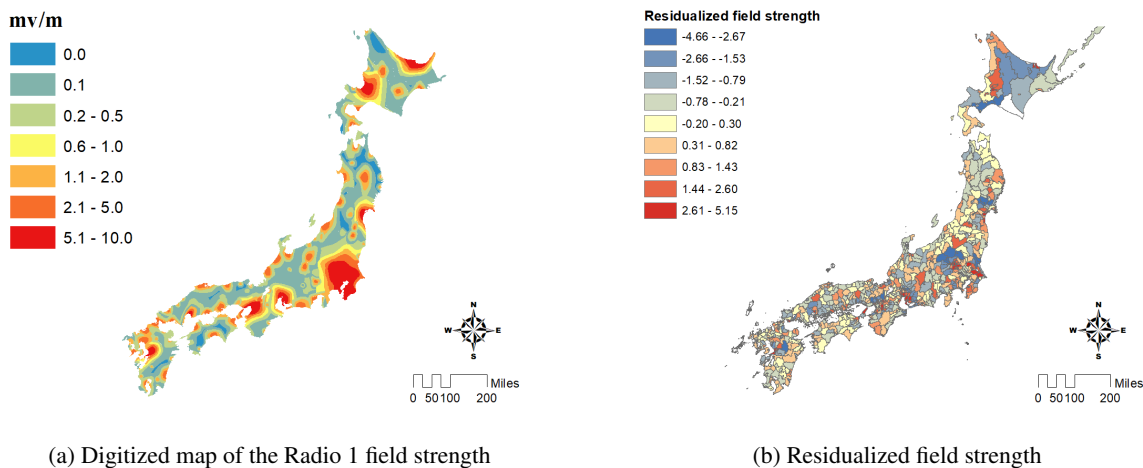 mv/m
0.0
0.1
0.2 - 0.5
0.6 - 1.0
1.1 - 2.0
2.1 - 5.0
5.1 - 10.0
N
W E
S
Miles
0 50 100 200
(a) Digitized map of the Radio 1 field strength
Residualized field strength
-4.66 - -2.67
-2.66 - -1.53
-1.52 - -0.79
-0.78 - -0.21
-0.20 - 0.30
0.31 - 0.82
0.83 - 1.43
1.44 - 2.60
2.61 - 5.15
N
W E
S
Miles
0 50 100 200
(b) Residualized field strength